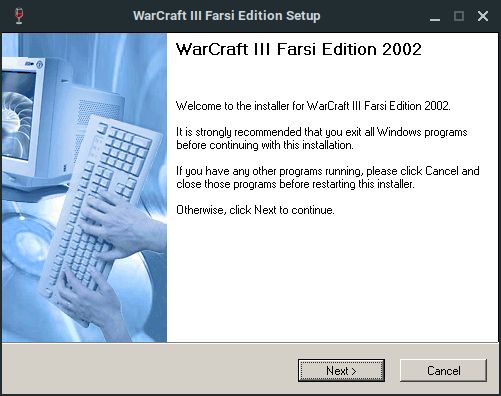 WarCraft III Farsi Edition Setup
WarCraft III Farsi Edition 2002
Welcome to the installer for WarCraft III Farsi Edition 2002.
It is strongly recommended that you exit all Windows programs
before continuing with this installation.
If you have any other programs running, please click Cancel and
close those programs before restarting this installer.
Otherwise, click Next to continue.
Next >
Cancel